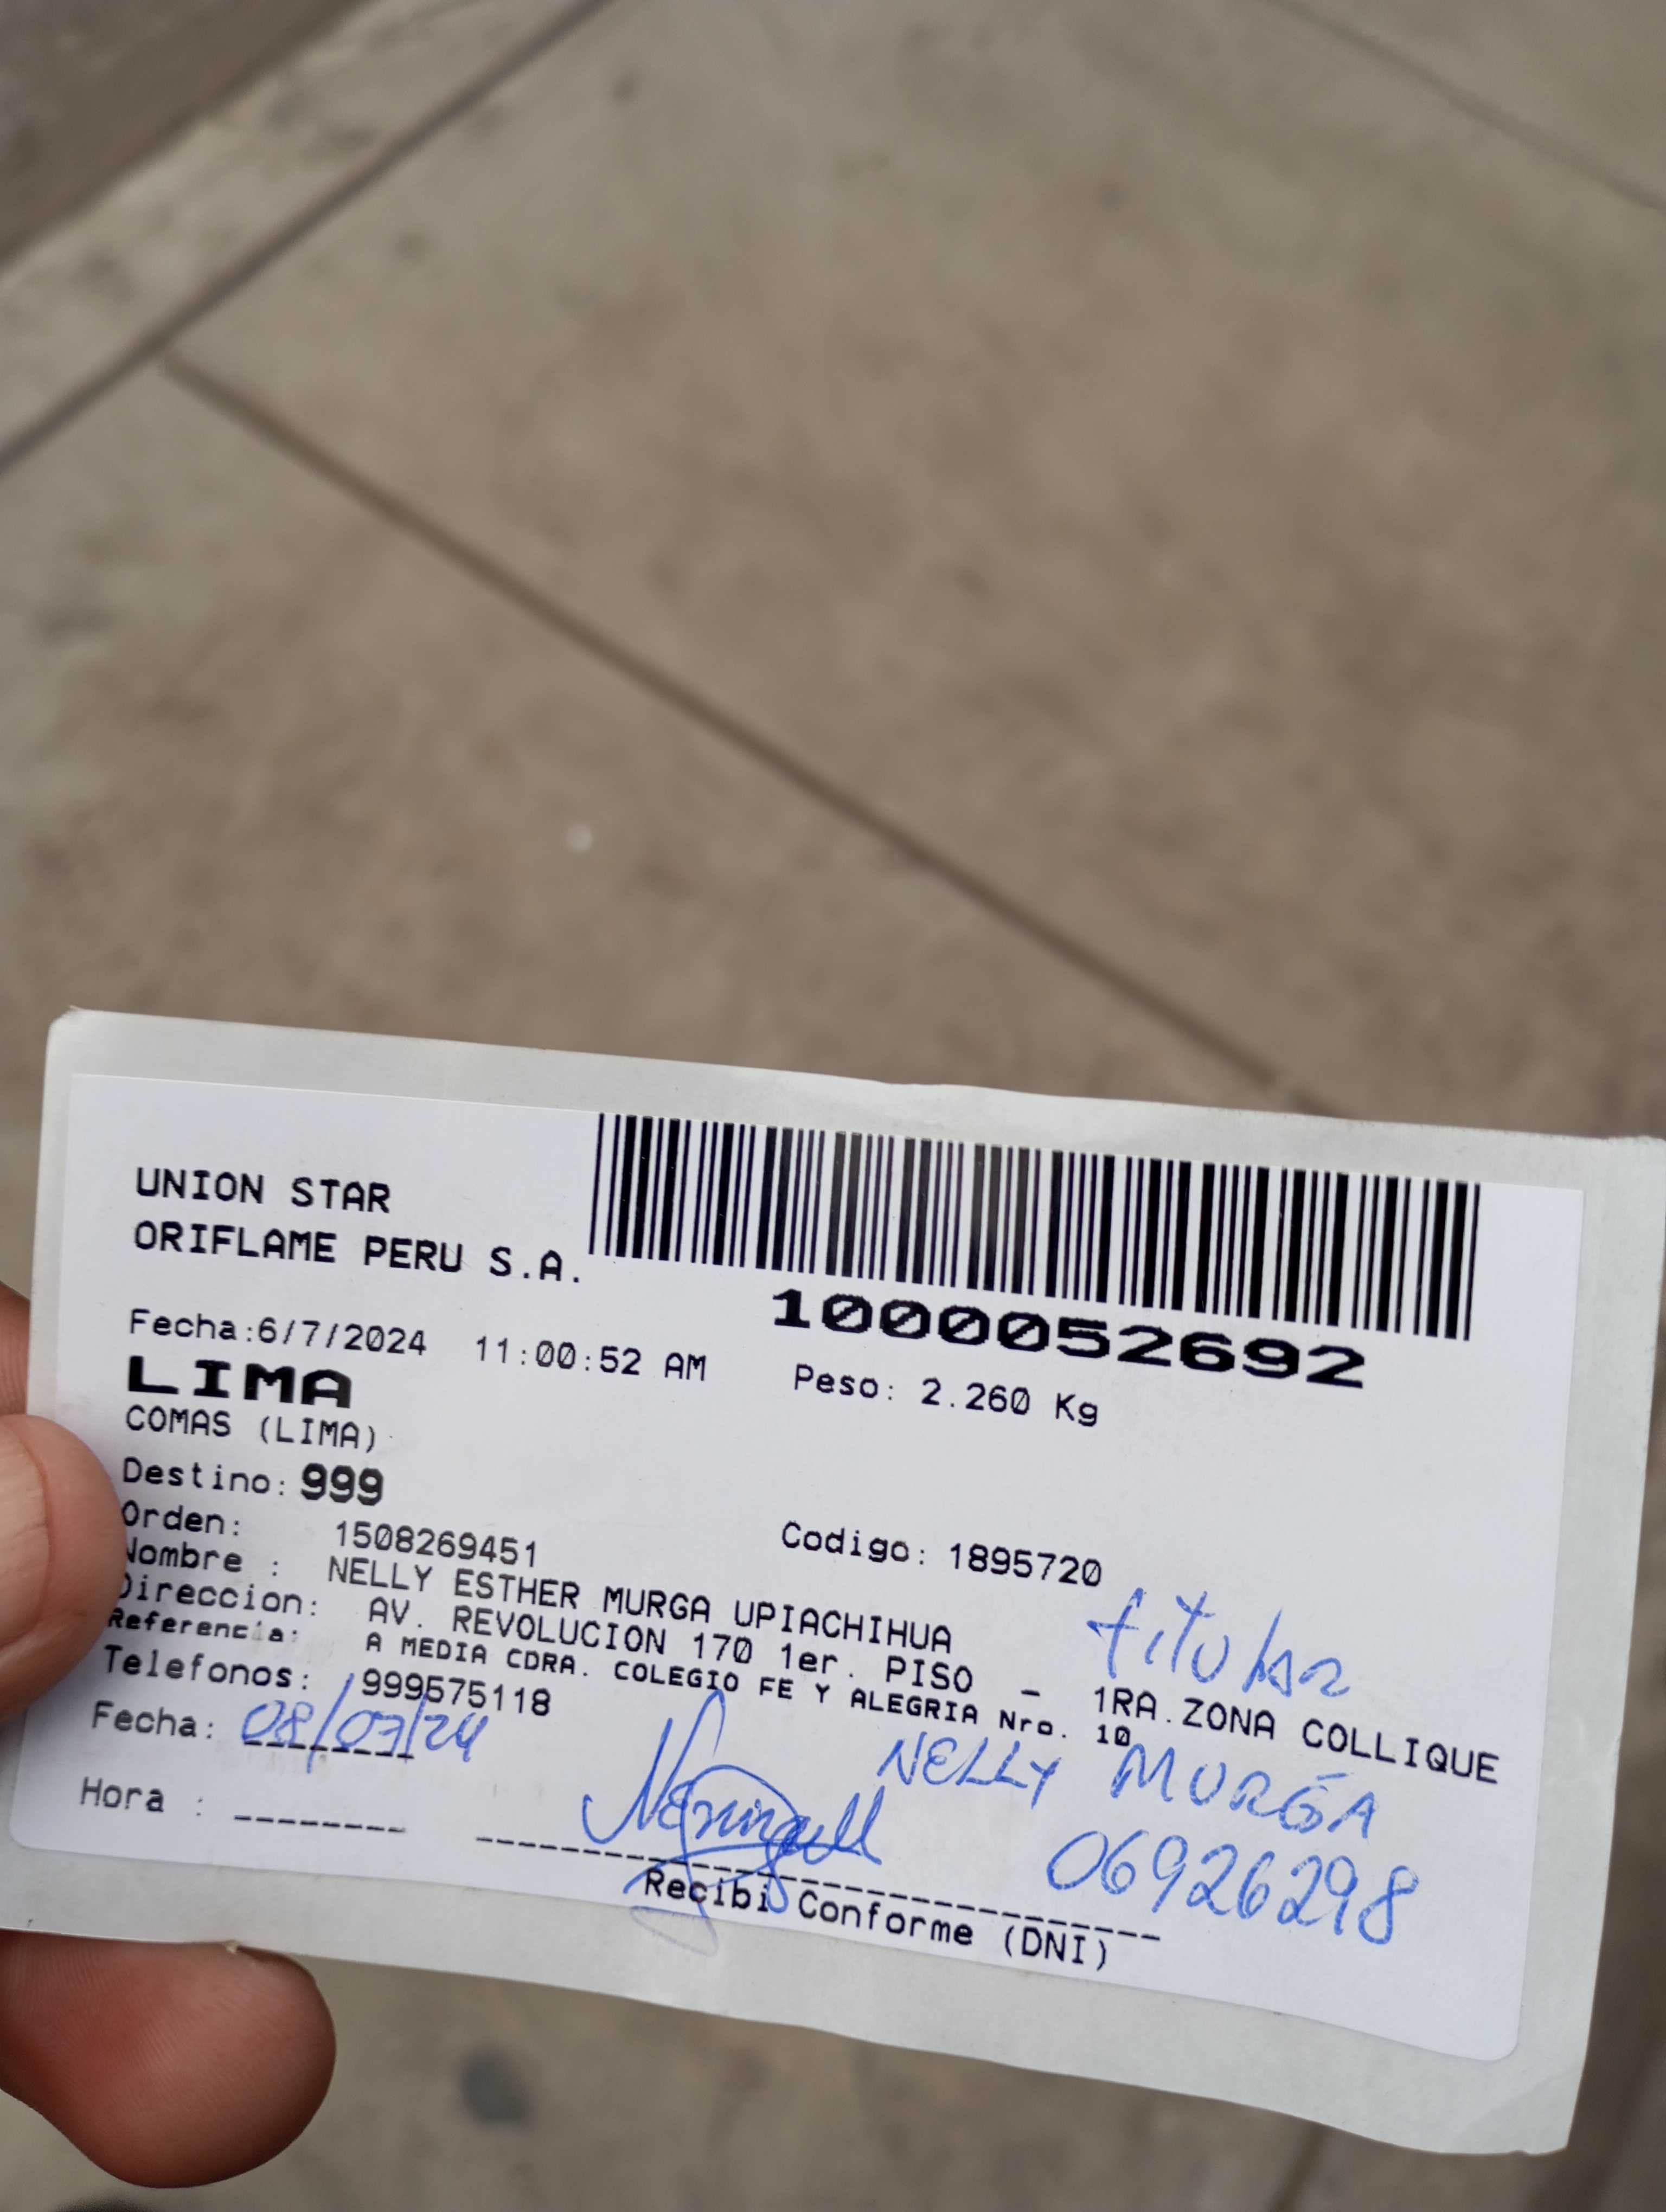 UNION STAR
ORIFLAME PERU S.A.
1000052692
Fecha:6/7/2024 11:00:52 AM Peso: 2.260 Kg
LIMA
COMAS (LIMA)
Destino: 999
Orden: 1508269451 Codigo: 1895720
Nombre : NELLY ESTHER MURGA UPIACHIHUA
titular
Direccion: AV. REVOLUCION 170 1er. PISO - 1RA.ZONA COLLIQUE
Referencia: A MEDIA CDRA. COLEGIO FE Y ALEGRIA Nro. 10
Telefonos: 999575118
Fecha: 08/07/24
NELLY MURGA
Hora :
06926298
Recibi Conforme (DNI)